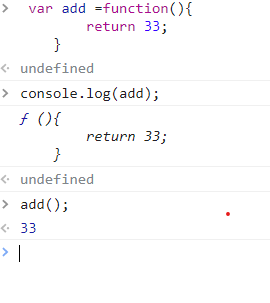 > var add =function(){
return 33;
}
<· undefined
> console.log(add);
ƒ (){
return 33;
}
<· undefined
> add();
<· 33
>